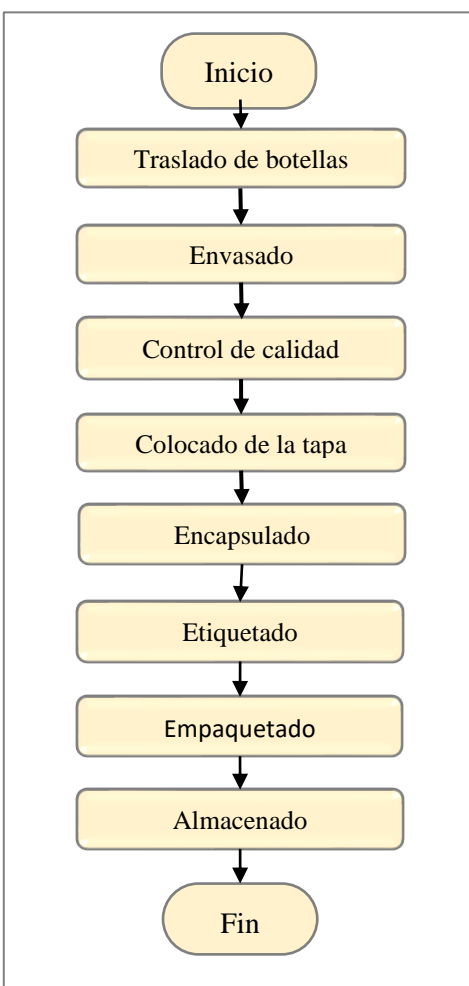 Inicio
Traslado de botellas
Envasado
Control de calidad
Colocado de la tapa
Encapsulado
Etiquetado
Empaquetado
Almacenado
Fin